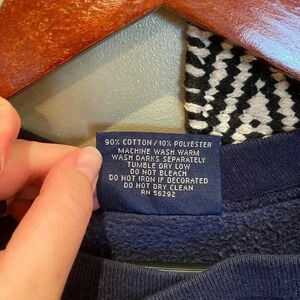 90% COTTON / 10% POLYESTER
MACHINE WASH WARM
WASH DARKS SEPARATELY
TUMBLE DRY LOW
DO NOT BLEACH
DO NOT IRON IF DECORATED
DO NOT DRY CLEAN
RN 56292